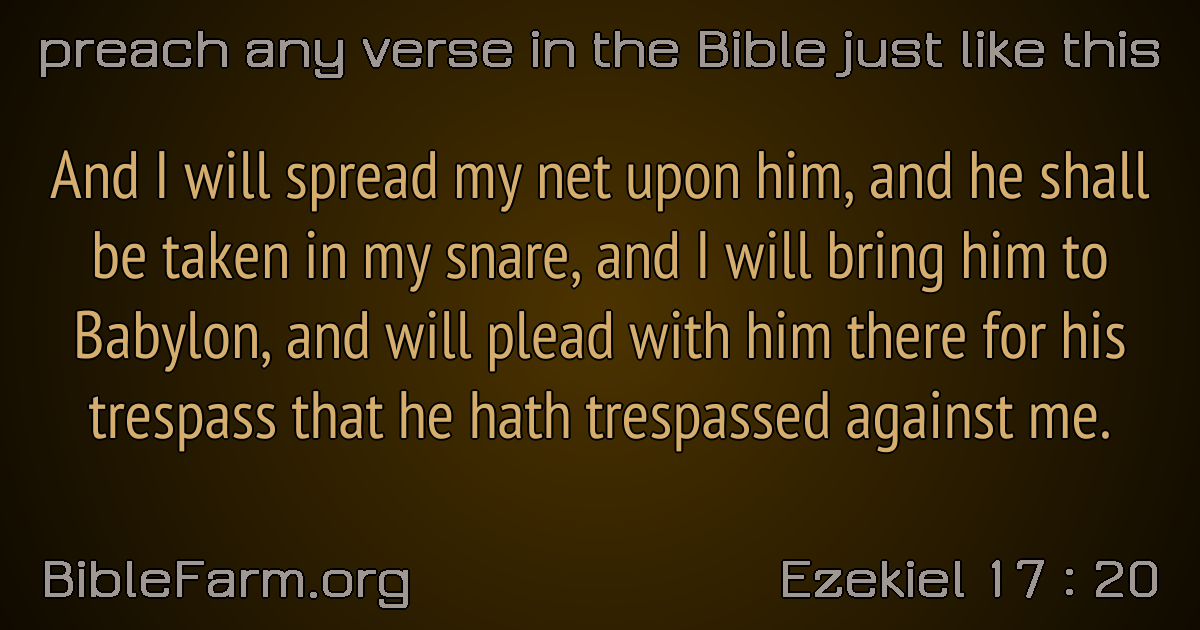 preach any verse in the Bible just like this
And I will spread my net upon him, and he shall
be taken in my snare, and I will bring him to
Babylon, and will plead with him there for his
trespass that he hath trespassed against me.
BibleFarm.org
Ezekiel 17 : 20